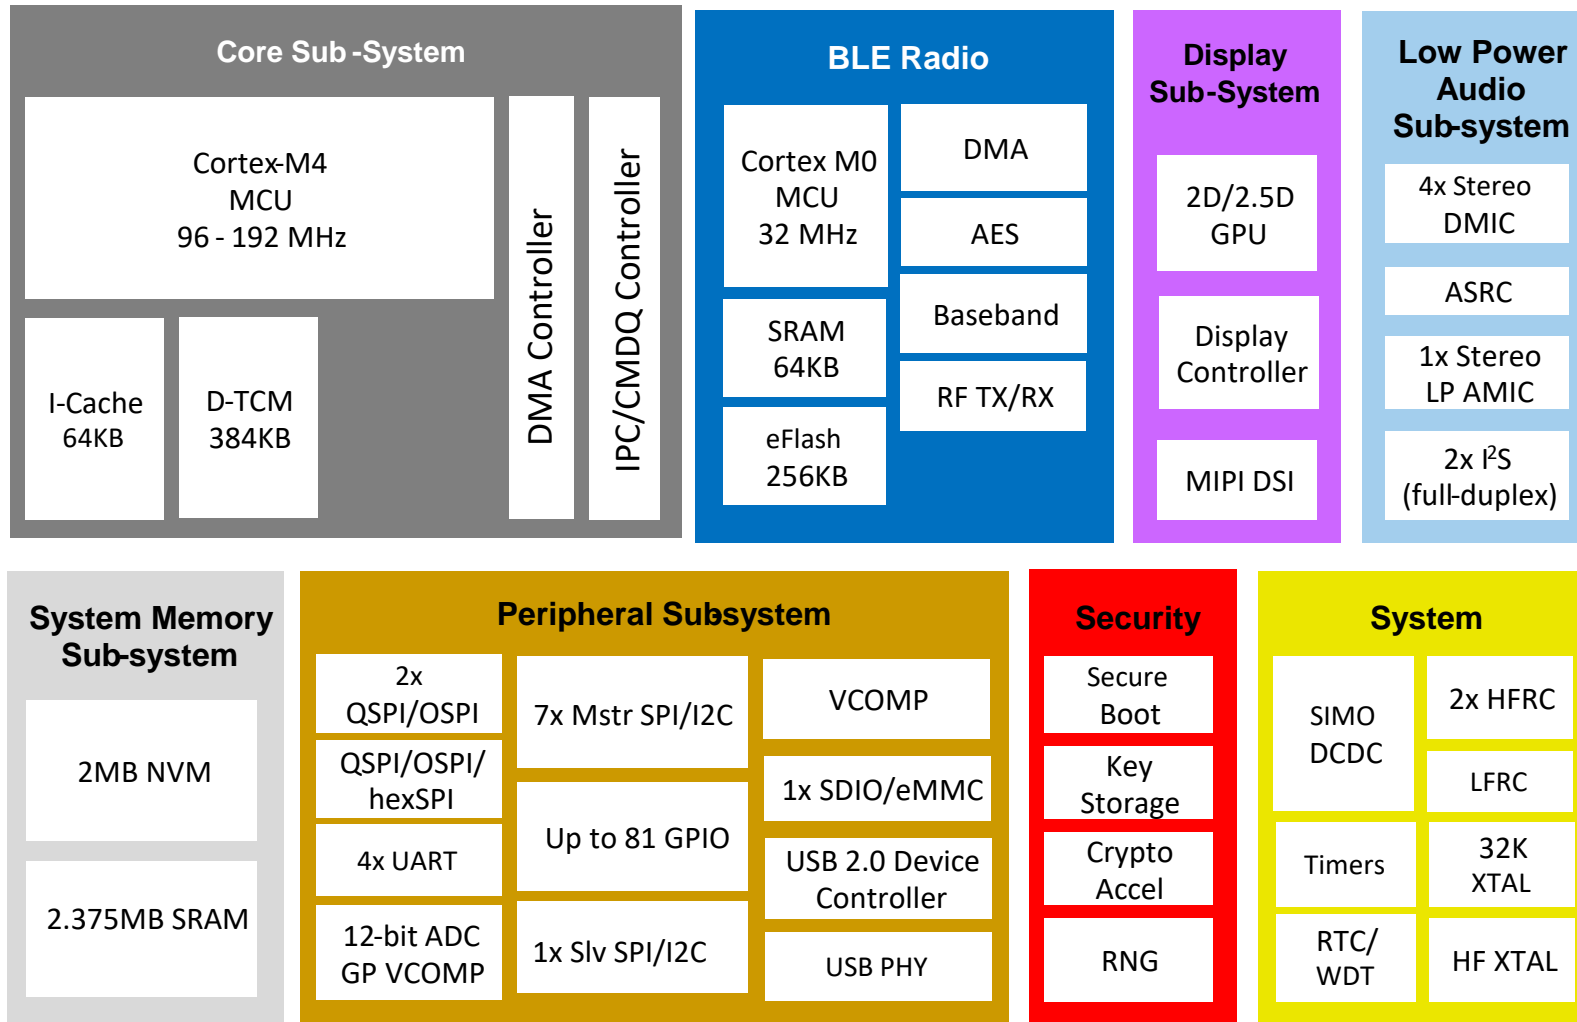 Core Sub-System
Cortex-M4
MCU
96 - 192 MHz
I-Cache
64KB
D-TCM
384KB
DMA Controller
IPC/CMDQ Controller
BLE Radio
Cortex M0
MCU
32 MHz
SRAM
64KB
eFlash
256KB
DMA
AES
Baseband
RF TX/RX
Display
Sub-System
2D/2.5D
GPU
Display
Controller
MIPI DSI
Low Power
Audio
Sub-system
4x Stereo
DMIC
ASRC
1x Stereo
LP AMIC
2x I²S
(full-duplex)
System Memory
Sub-system
2MB NVM
2.375MB SRAM
Peripheral Subsystem
2x
QSPI/OSPI
QSPI/OSPI/
hexSPI
4x UART
12-bit ADC
GP VCOMP
7x Mstr SPI/I2C
Up to 81 GPIO
1x Slv SPI/I2C
VCOMP
1x SDIO/eMMC
USB 2.0 Device
Controller
USB PHY
Security
Secure
Boot
Key
Storage
Crypto
Accel
RNG
System
SIMO
DCDC
Timers
RTC/
WDT
2x HFRC
LFRC
32K
XTAL
HF XTAL